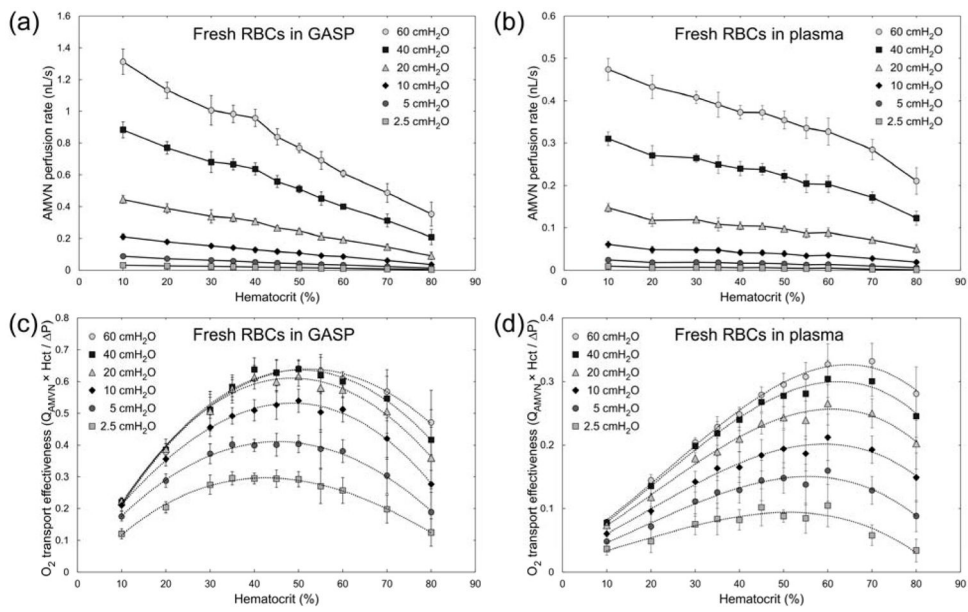 (a)
Fresh RBCs in GASP
60 cmH2O
40 cmH2O
20 cmH2O
10 cmH2O
5 cmH2O
2.5 cmH2O
AMVN perfusion rate (nL/s)
1.6
1.4
1.2
1
0.8
0.6
0.4
0.2
0
0 10 20 30 40 50 60 70 80 90
Hematocrit (%)
(b)
Fresh RBCs in plasma
60 cmH2O
40 cmH2O
20 cmH2O
10 cmH2O
5 cmH2O
2.5 cmH2O
AMVN perfusion rate (nL/s)
0.6
0.5
0.4
0.3
0.2
0.1
0
0 10 20 30 40 50 60 70 80 90
Hematocrit (%)
(c)
Fresh RBCs in GASP
60 cmH2O
40 cmH2O
20 cmH2O
10 cmH2O
5 cmH2O
2.5 cmH2O
O2 transport effectiveness (QAMVN × Hct / ΔP)
0.8
0.7
0.6
0.5
0.4
0.3
0.2
0.1
0
0 10 20 30 40 50 60 70 80 90
Hematocrit (%)
(d)
Fresh RBCs in plasma
60 cmH2O
40 cmH2O
20 cmH2O
10 cmH2O
5 cmH2O
2.5 cmH2O
O2 transport effectiveness (QAMVN × Hct / ΔP)
0.4
0.3
0.2
0.1
0
0 10 20 30 40 50 60 70 80 90
Hematocrit (%)